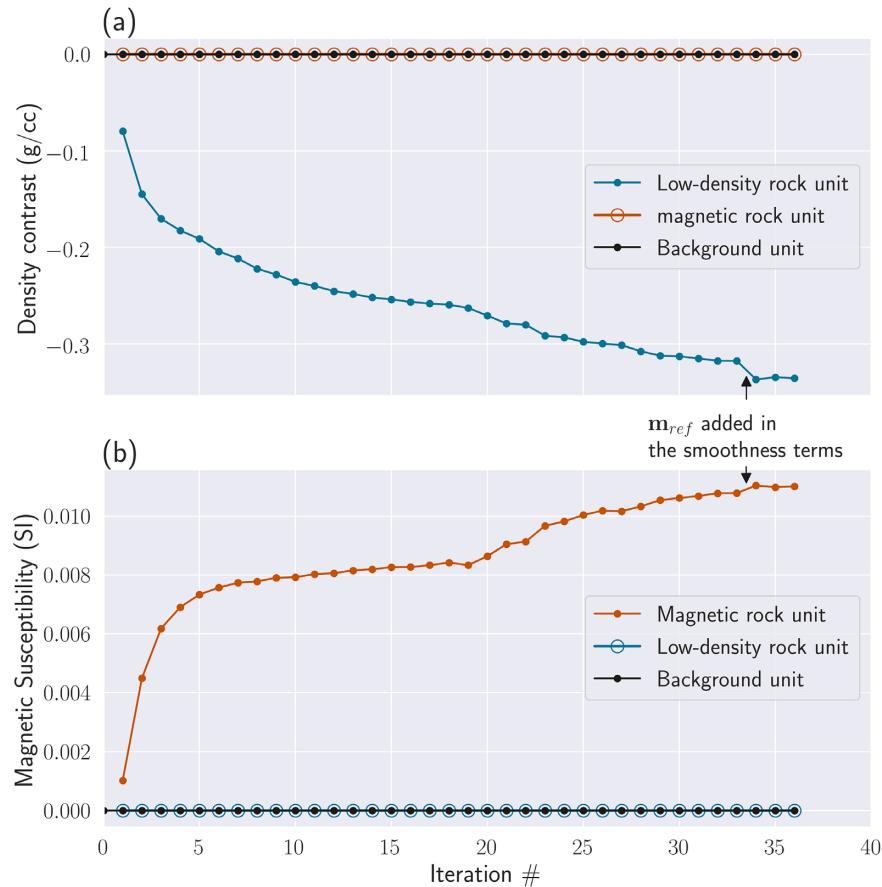 (a)
0.0
−0.1
−0.2
−0.3
Density contrast (g/cc)
Low-density rock unit
magnetic rock unit
Background unit
m_ref added in
the smoothness terms
(b)
0.010
0.008
0.006
0.004
0.002
0.000
Magnetic Susceptibility (SI)
Magnetic rock unit
Low-density rock unit
Background unit
0 5 10 15 20 25 30 35 40
Iteration #